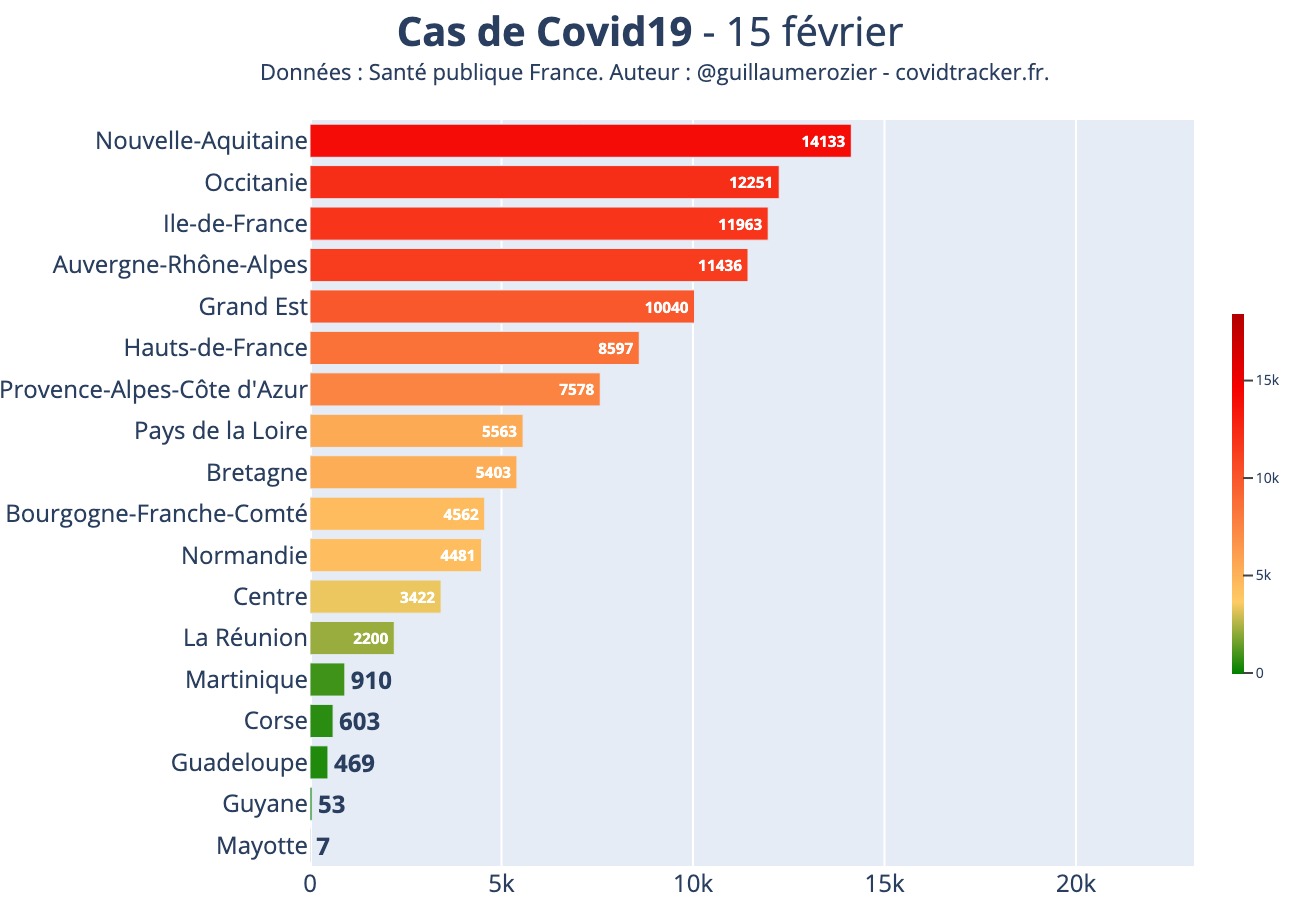 Cas de Covid19 - 15 février
Données : Santé publique France. Auteur : @guillaumerozier - covidtracker.fr.
Nouvelle-Aquitaine 14133
Occitanie 12251
Ile-de-France 11963
Auvergne-Rhône-Alpes 11436
Grand Est 10040
Hauts-de-France 8597
Provence-Alpes-Côte d'Azur 7578
Pays de la Loire 5563
Bretagne 5403
Bourgogne-Franche-Comté 4562
Normandie 4481
Centre 3422
La Réunion 2200
Martinique 910
Corse 603
Guadeloupe 469
Guyane 53
Mayotte 7
0 5k 10k 15k 20k
15k
10k
5k
0